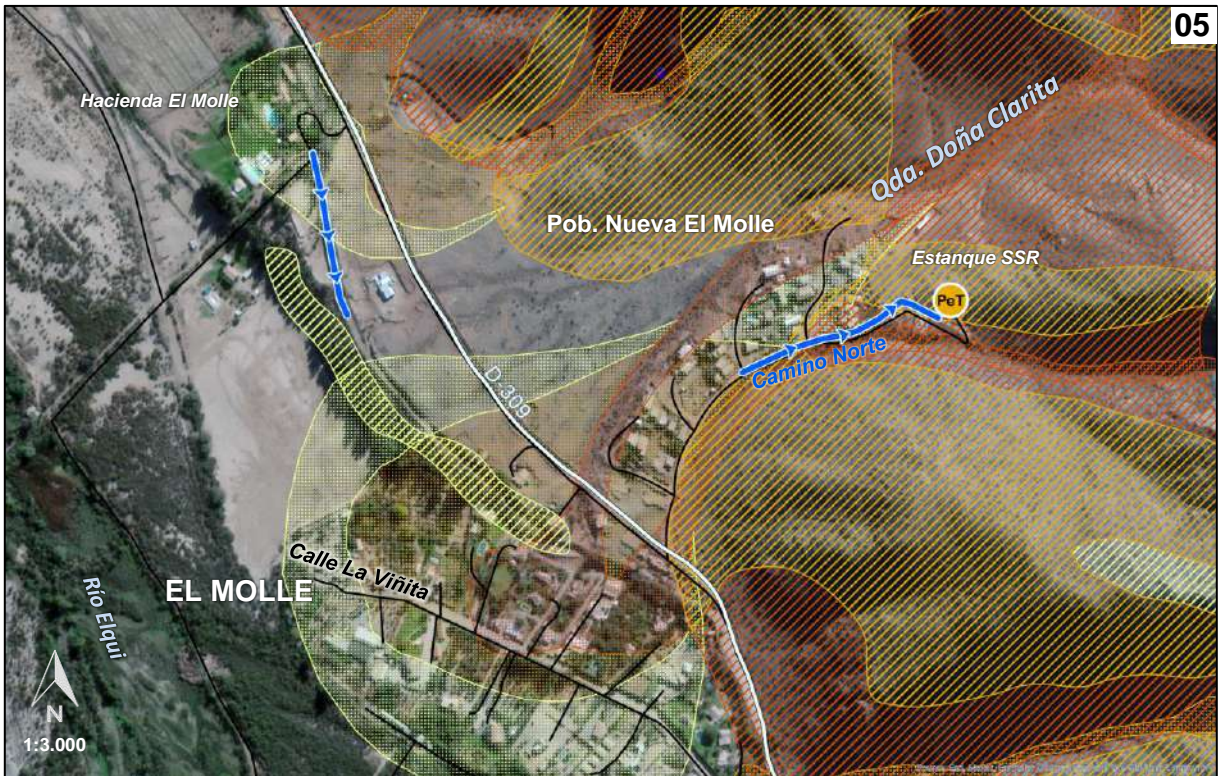 05
Hacienda El Molle
Qda. Doña Clarita
Pob. Nueva El Molle
Estanque SSR
PeT
Camino Norte
D-309
Calle La Viñita
EL MOLLE
Río Elqui
N
1:3.000